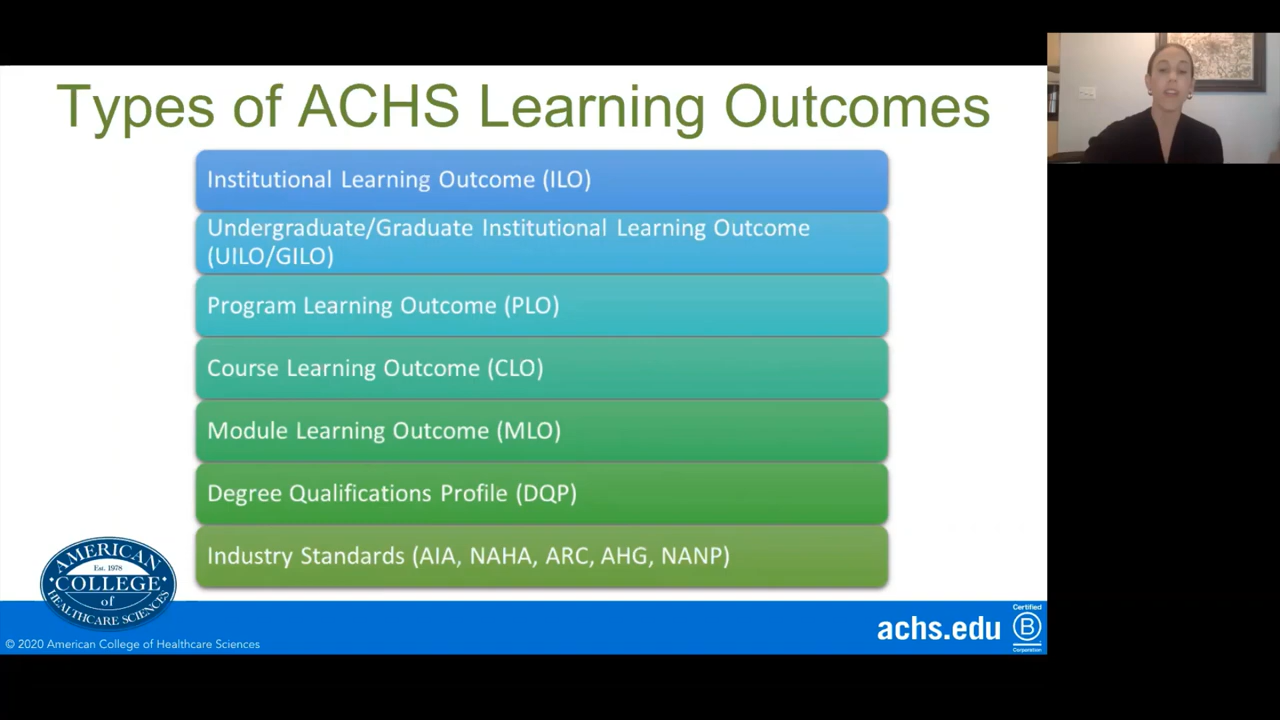 Types of ACHS Learning Outcomes
Institutional Learning Outcome (ILO)
Undergraduate/Graduate Institutional Learning Outcome
(UILO/GILO)
Program Learning Outcome (PLO)
Course Learning Outcome (CLO)
Module Learning Outcome (MLO)
Degree Qualifications Profile (DQP)
Industry Standards (AIA, NAHA, ARC, AHG, NANP)
AMERICAN
Est. 1978
COLLEGE
of
HEALTHCARE SCIENCES
© 2020 American College of Healthcare Sciences
achs.edu
Certified
B
Corporation